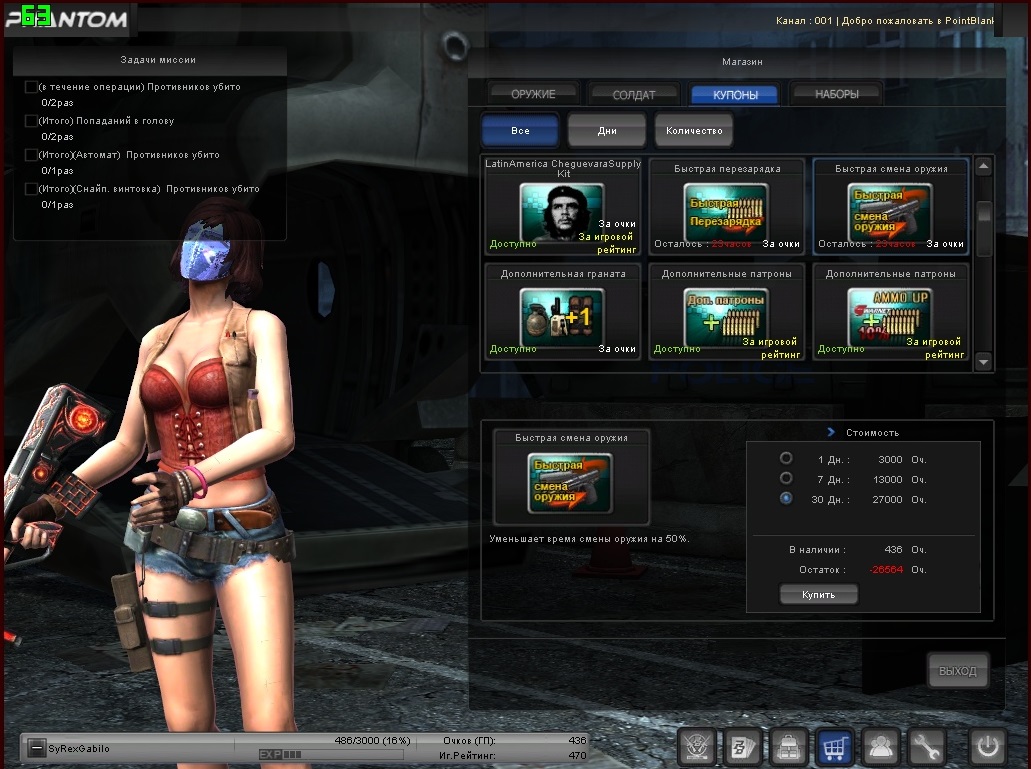 PHANTOM
63
Канал : 001 | Добро пожаловать в PointBlank
Задачи миссии
(в течение операции) Противников убито
0/2раз
(Итого) Попаданий в голову
0/2раз
(Итого)(Автомат) Противников убито
0/1раз
(Итого)(Снайп. винтовка) Противников убито
0/1раз
Магазин
ОРУЖИЕ СОЛДАТ КУПОНЫ НАБОРЫ
Все Дни Количество
LatinAmerica CheguevaraSupply Kit
За очки
Доступно За игровой рейтинг
Быстрая перезарядка
Быстрая Перезарядка
Осталось : 29часов За очки
Быстрая смена оружия
Быстрая смена оружия
Осталось : 29часов За очки
Дополнительная граната
+1
Доступно За очки
Дополнительные патроны
Доп. патроны
+
Доступно За игровой рейтинг
Дополнительные патроны
AMMO UP
+
10%
Доступно За игровой рейтинг
Быстрая смена оружия
Быстрая смена оружия
Уменьшает время смены оружия на 50%.
Стоимость
1 Дн. : 3000 Оч.
7 Дн. : 13000 Оч.
30 Дн. : 27000 Оч.
В наличии : 436 Оч.
Остаток : -26564 Оч.
Купить
ВЫХОД
SyRexGabilo
486/3000 (16%)
EXP
Очков (ГП): 436
Иг.Рейтинг: 470